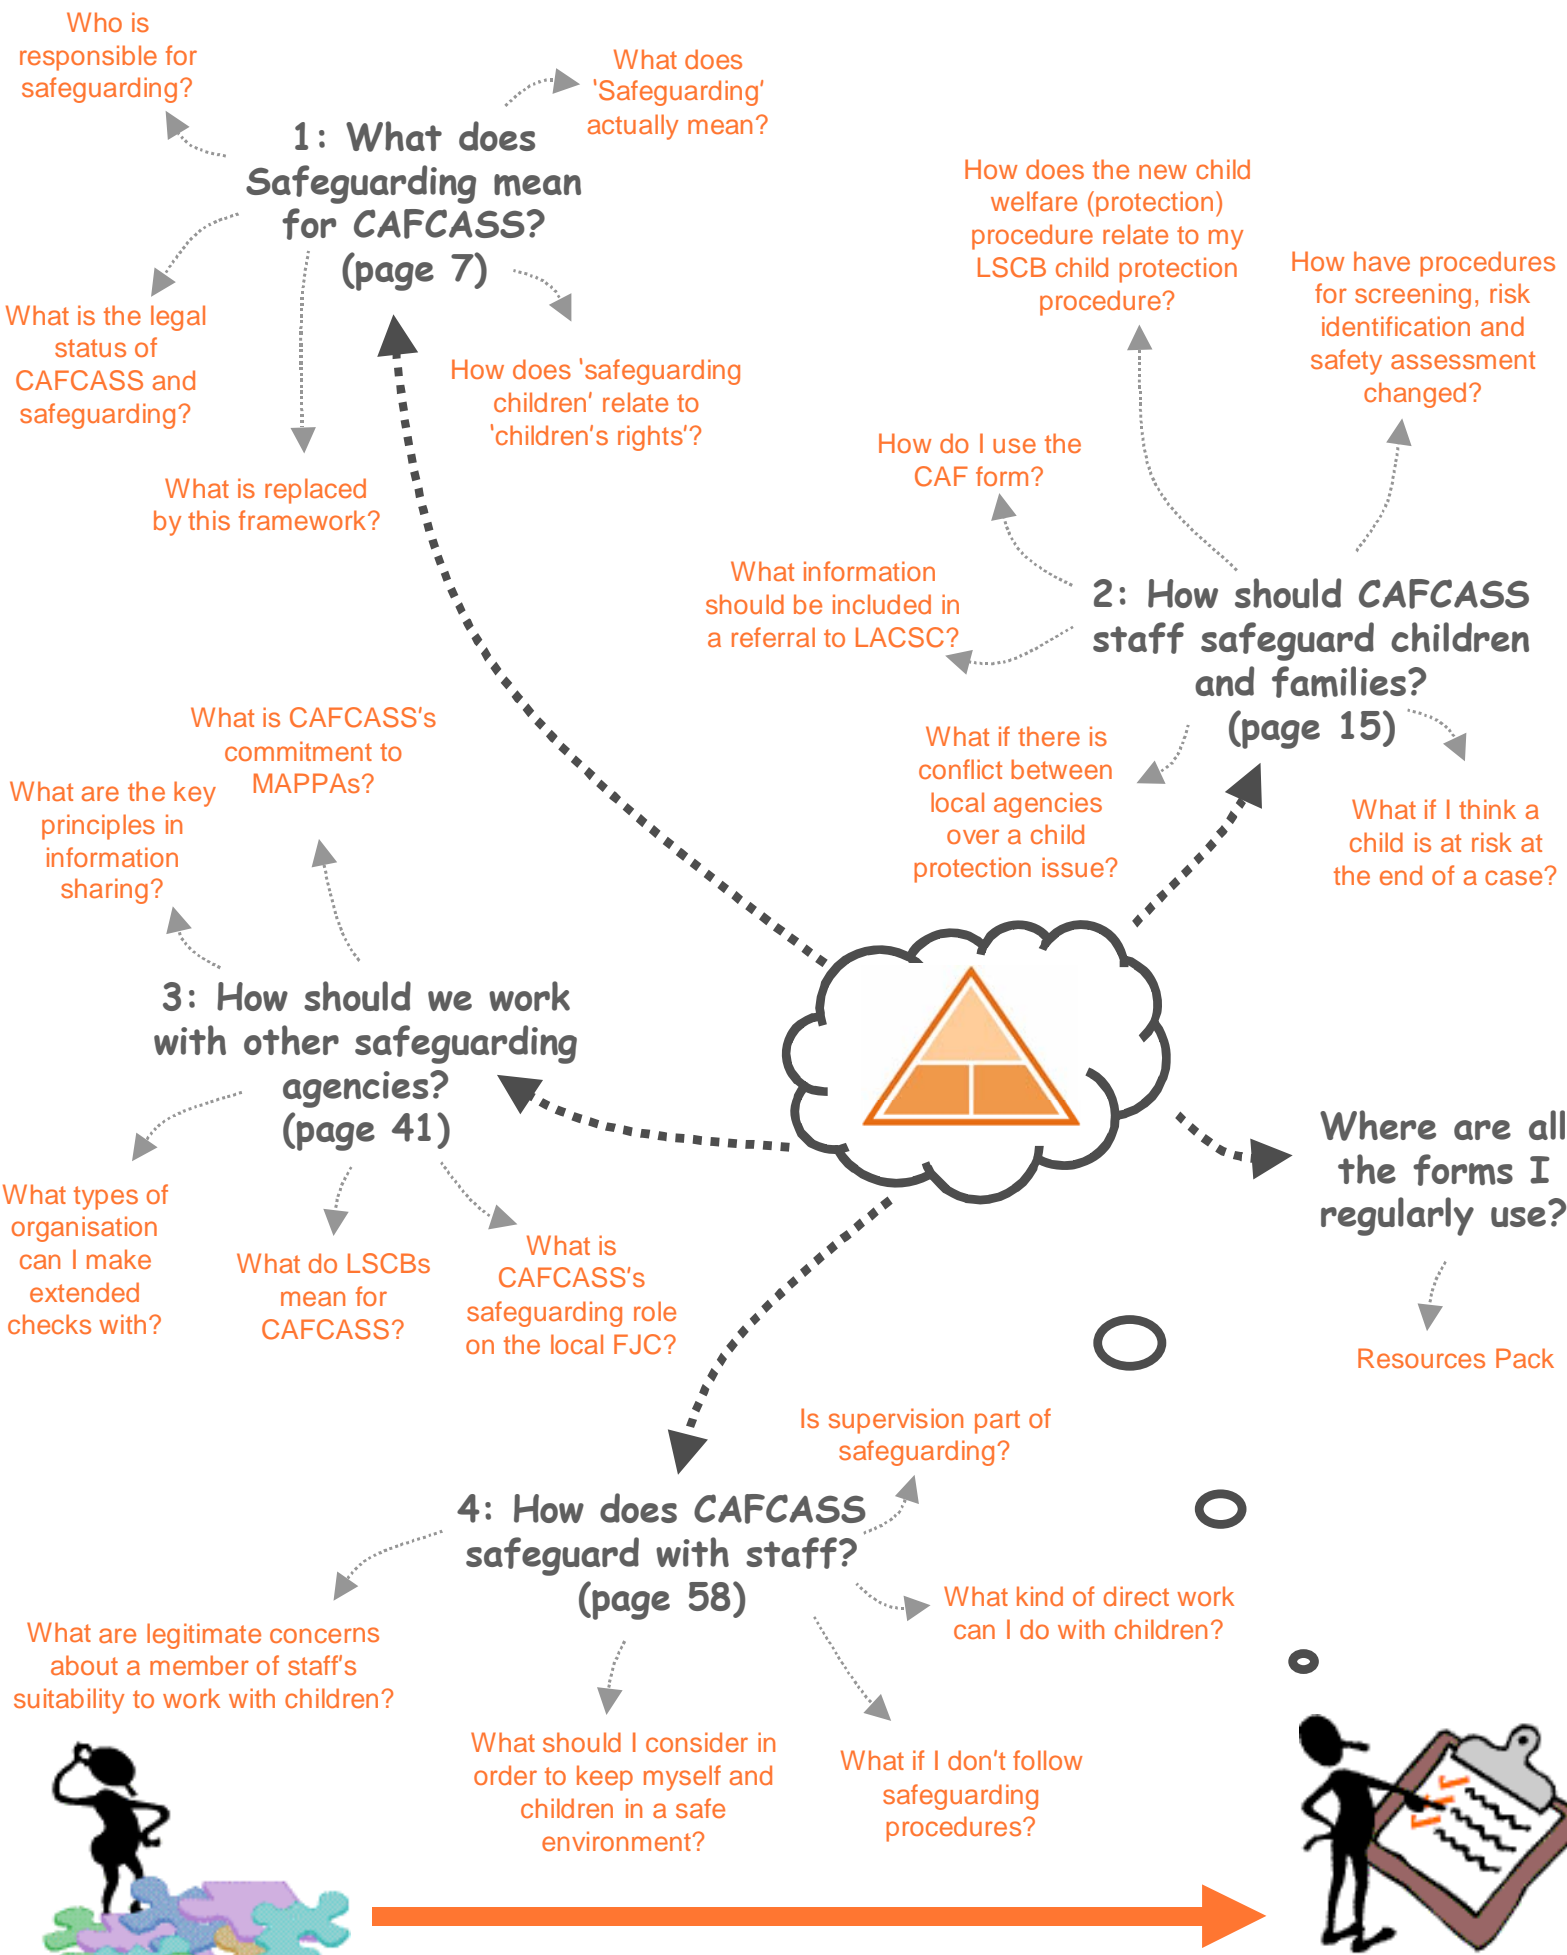 Who is
responsible for
safeguarding?
What does
'Safeguarding'
actually mean?
1: What does
Safeguarding mean
for CAFCASS?
(page 7)
What is the legal
status of
CAFCASS and
safeguarding?
How does 'safeguarding
children' relate to
'children's rights'?
What is replaced
by this framework?
How does the new child
welfare (protection)
procedure relate to my
LSCB child protection
procedure?
How have procedures
for screening, risk
identification and
safety assessment
changed?
How do I use the
CAF form?
What information
should be included in
a referral to LACSC?
2: How should CAFCASS
staff safeguard children
and families?
(page 15)
What if there is
conflict between
local agencies
over a child
protection issue?
What if I think a
child is at risk at
the end of a case?
What is CAFCASS's
commitment to
MAPPAs?
What are the key
principles in
information
sharing?
3: How should we work
with other safeguarding
agencies?
(page 41)
What types of
organisation
can I make
extended
checks with?
What do LSCBs
mean for
CAFCASS?
What is
CAFCASS's
safeguarding role
on the local FJC?
Where are all
the forms I
regularly use?
Resources Pack
Is supervision part of
safeguarding?
4: How does CAFCASS
safeguard with staff?
(page 58)
What kind of direct work
can I do with children?
What are legitimate concerns
about a member of staff's
suitability to work with children?
What should I consider in
order to keep myself and
children in a safe
environment?
What if I don't follow
safeguarding
procedures?